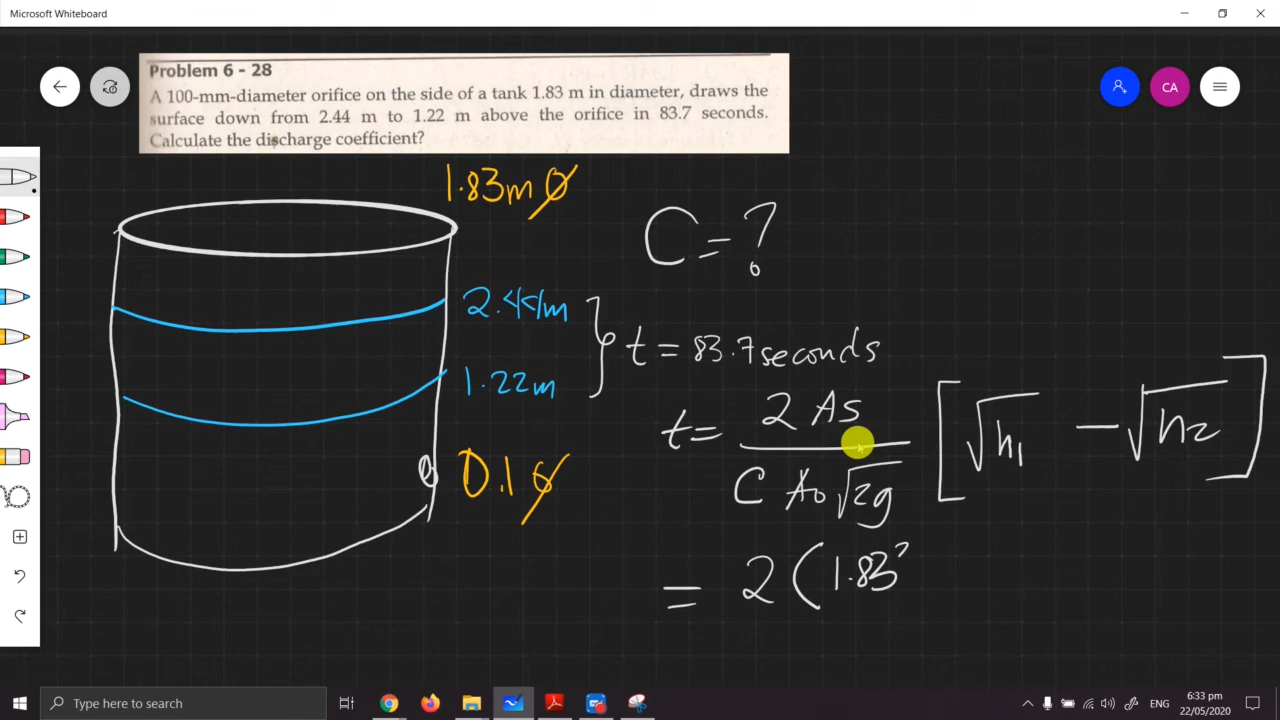 Microsoft Whiteboard
Problem 6 - 28
A 100-mm-diameter orifice on the side of a tank 1.83 m in diameter, draws the
surface down from 2.44 m to 1.22 m above the orifice in 83.7 seconds.
Calculate the discharge coefficient?
CA
1.83m Ø
C = ?
2.44m
t = 83.7 seconds
1.22m
t = 2 As / C Ao √2g [√h1 - √h2]
0.1 Ø
= 2 (1.83²
Type here to search
ENG
6:33 pm
22/05/2020